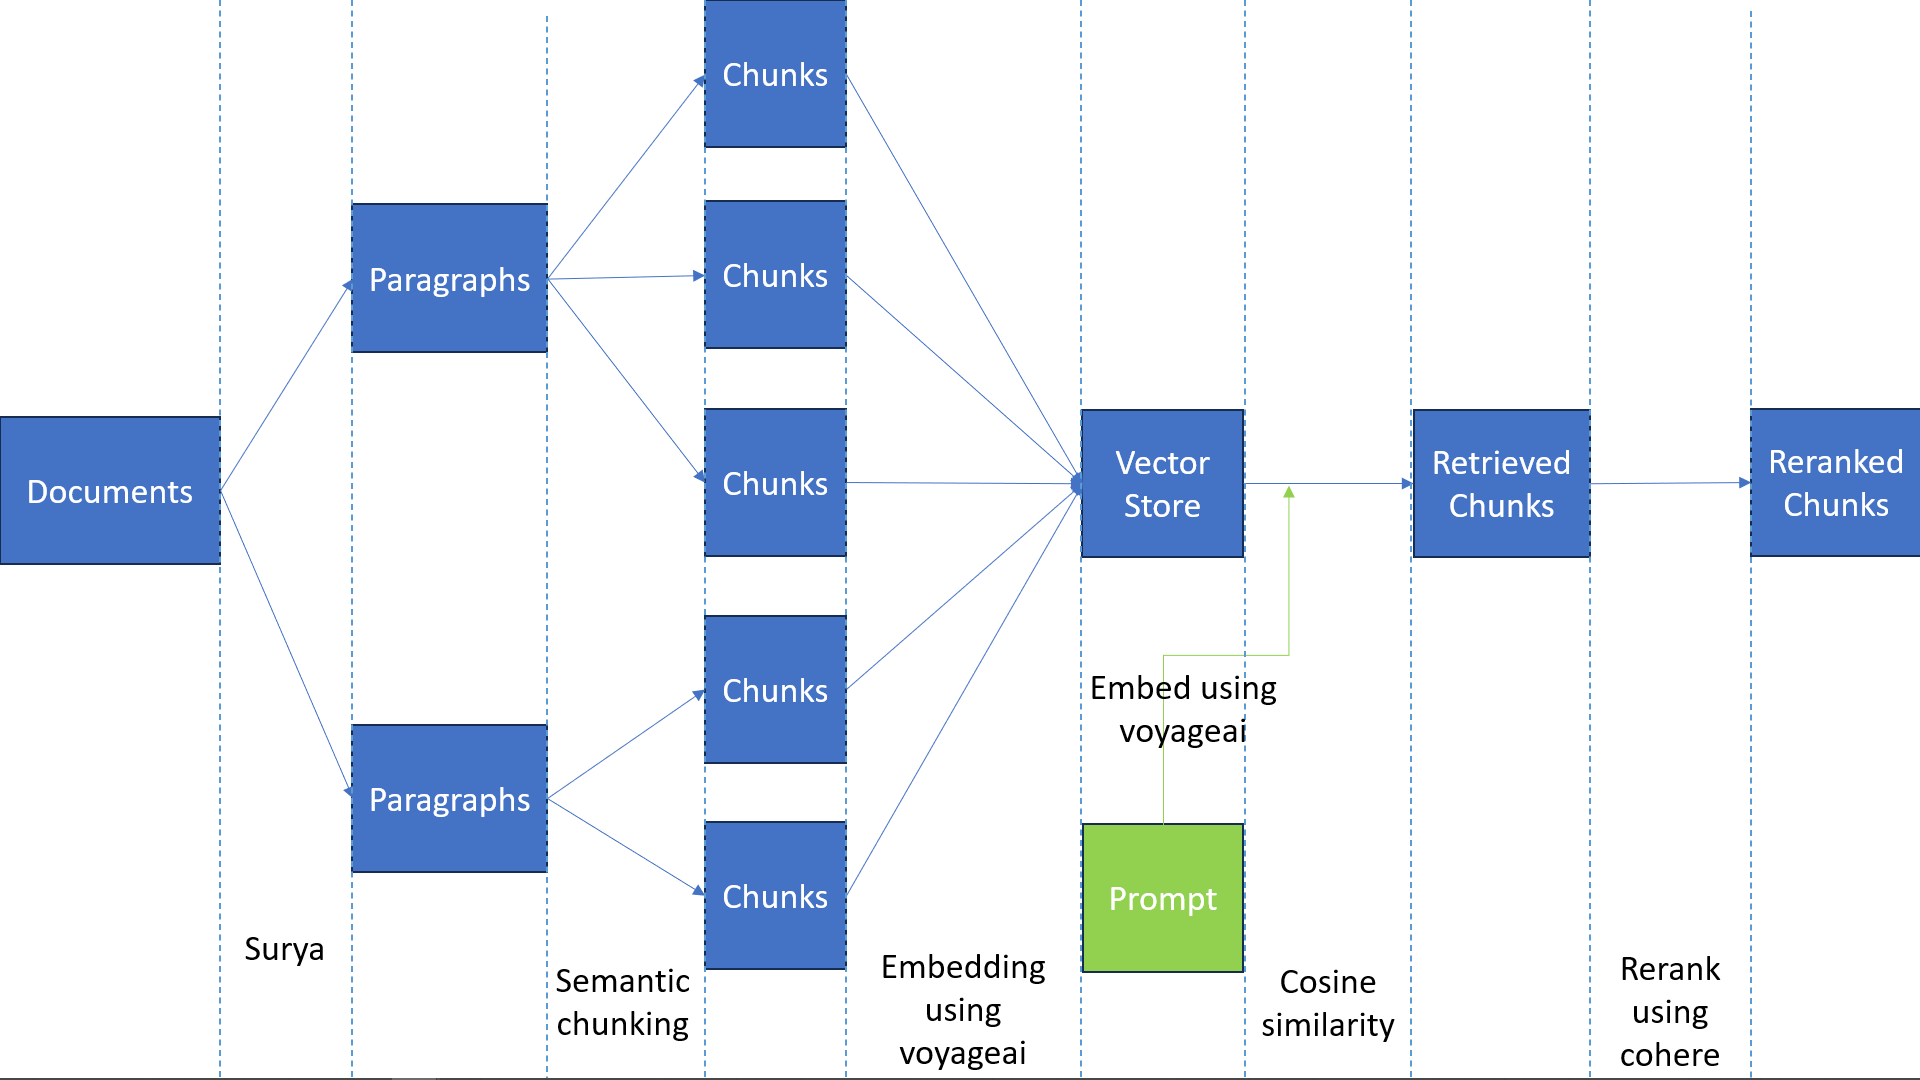 Documents
Paragraphs
Paragraphs
Surya
Chunks
Chunks
Chunks
Chunks
Chunks
Semantic
chunking
Embedding
using
voyageai
Vector
Store
Embed using
voyageai
Prompt
Cosine
similarity
Retrieved
Chunks
Rerank
using
cohere
Reranked
Chunks